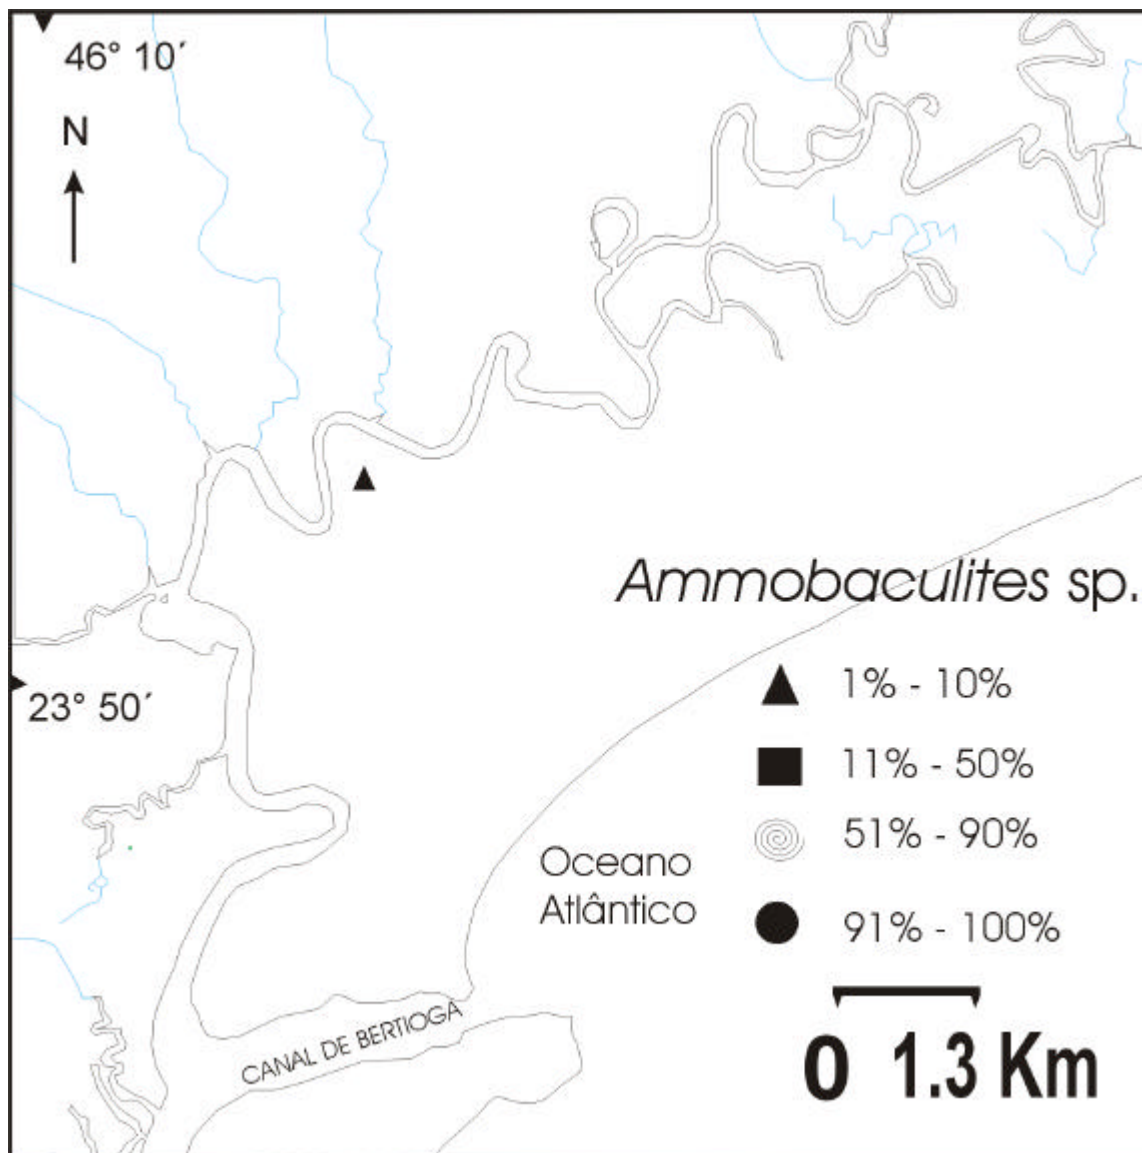 46° 10´
N
Ammobaculites sp.
23° 50´
1% - 10%
11% - 50%
51% - 90%
91% - 100%
Oceano
Atlântico
CANAL DE BERTIOGA
0 1.3 Km